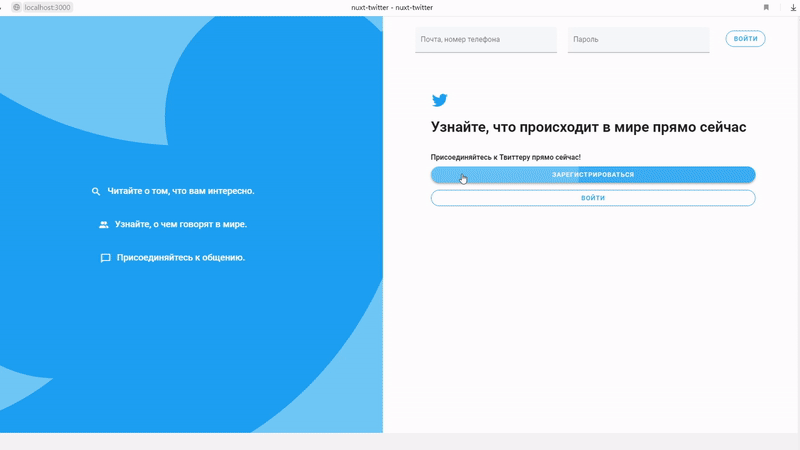 localhost:3000
nuxt-twitter - nuxt-twitter
Почта, номер телефона
Пароль
ВОЙТИ
Узнайте, что происходит в мире прямо сейчас
Присоединяйтесь к Твиттеру прямо сейчас!
ЗАРЕГИСТРИРОВАТЬСЯ
ВОЙТИ
Читайте о том, что вам интересно.
Узнайте, о чем говорят в мире.
Присоединяйтесь к общению.